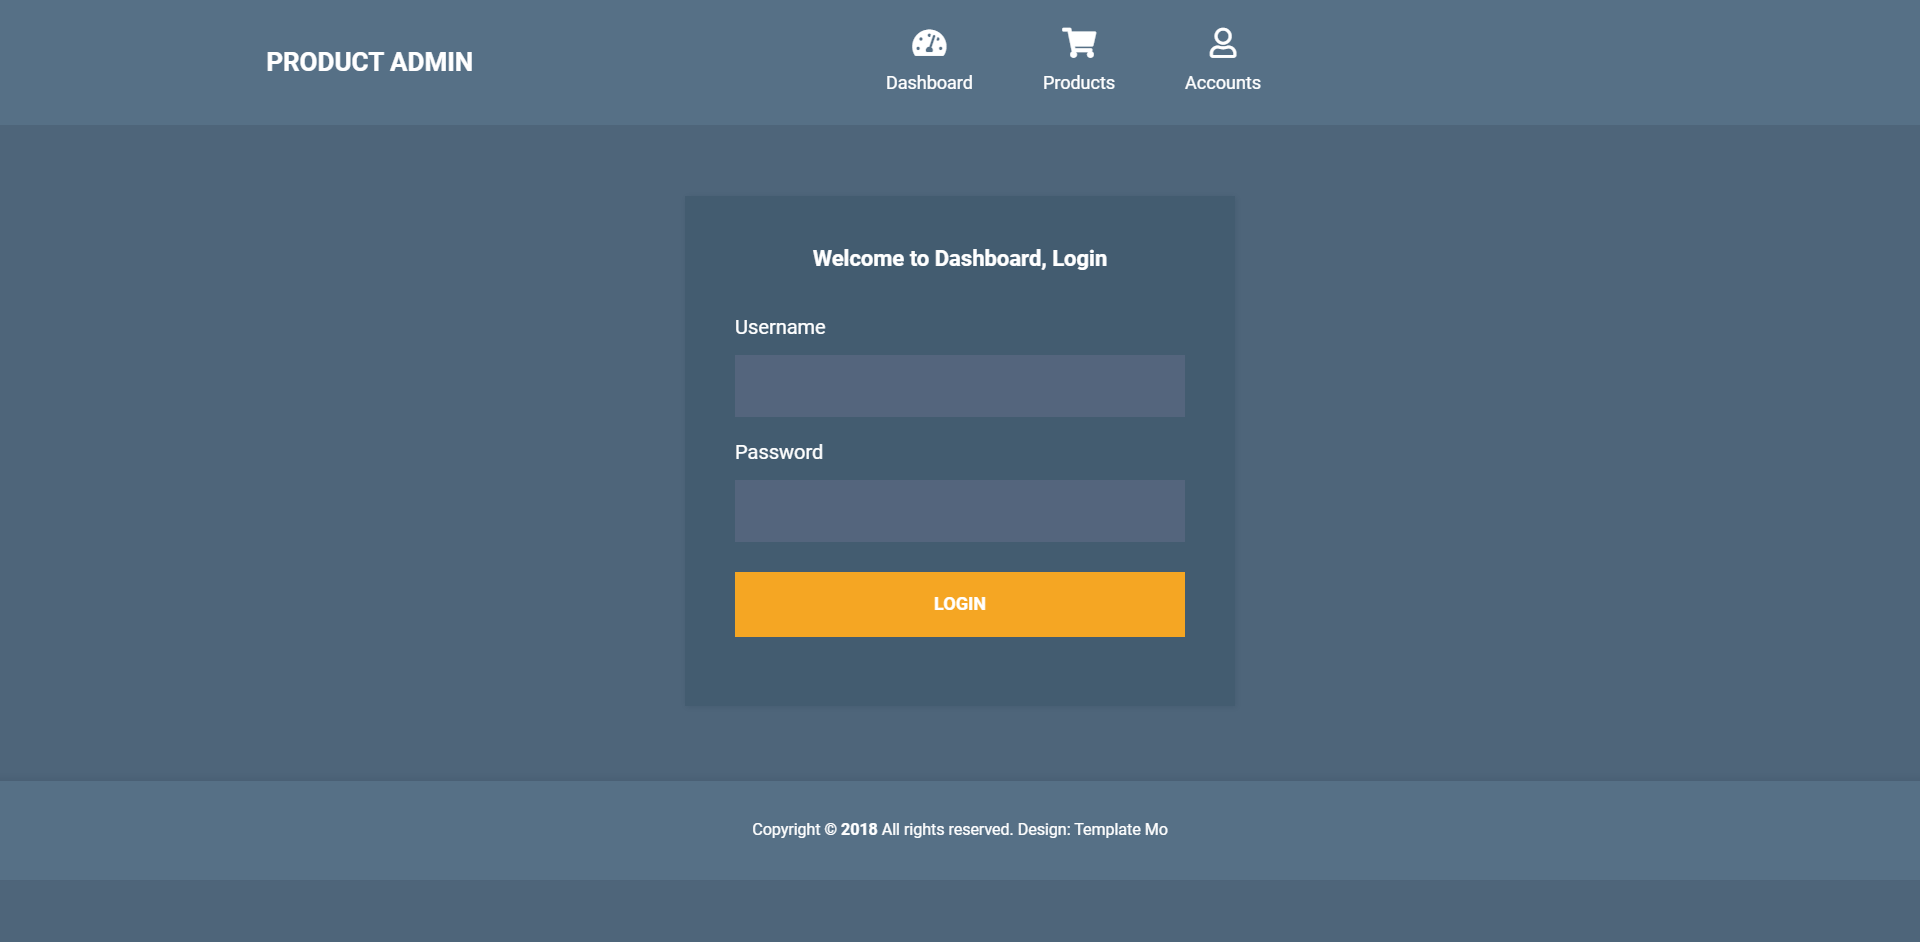 PRODUCT ADMIN
Dashboard
Products
Accounts
Welcome to Dashboard, Login
Username
Password
LOGIN
Copyright © 2018 All rights reserved. Design: Template Mo